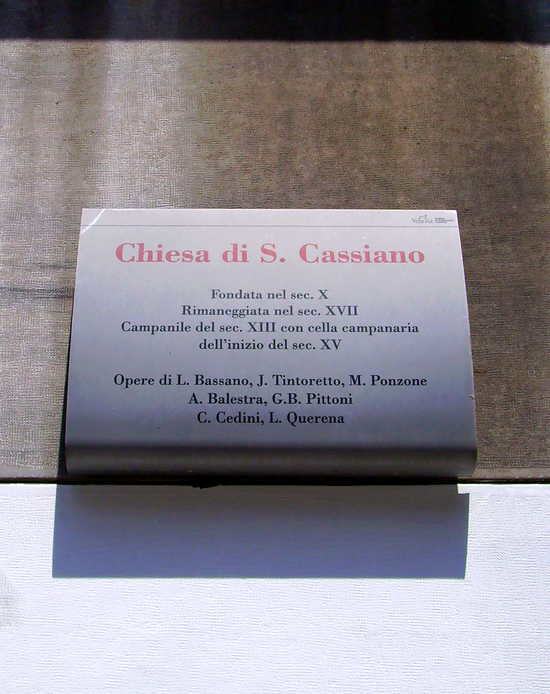 Chiesa di S. Cassiano
Fondata nel sec. X
Rimaneggiata nel sec. XVII
Campanile del sec. XIII con cella campanaria
dell'inizio del sec. XV
Opere di L. Bassano, J. Tintoretto, M. Ponzone
A. Balestra, G.B. Pittoni
C. Cedini, L. Querena